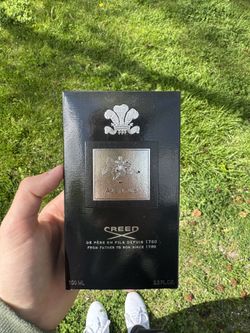 CREED
DE PÈRE EN FILS DEPUIS 1760
FROM FATHER TO SON SINCE 1760
100 ML 3.3 FL.OZ.